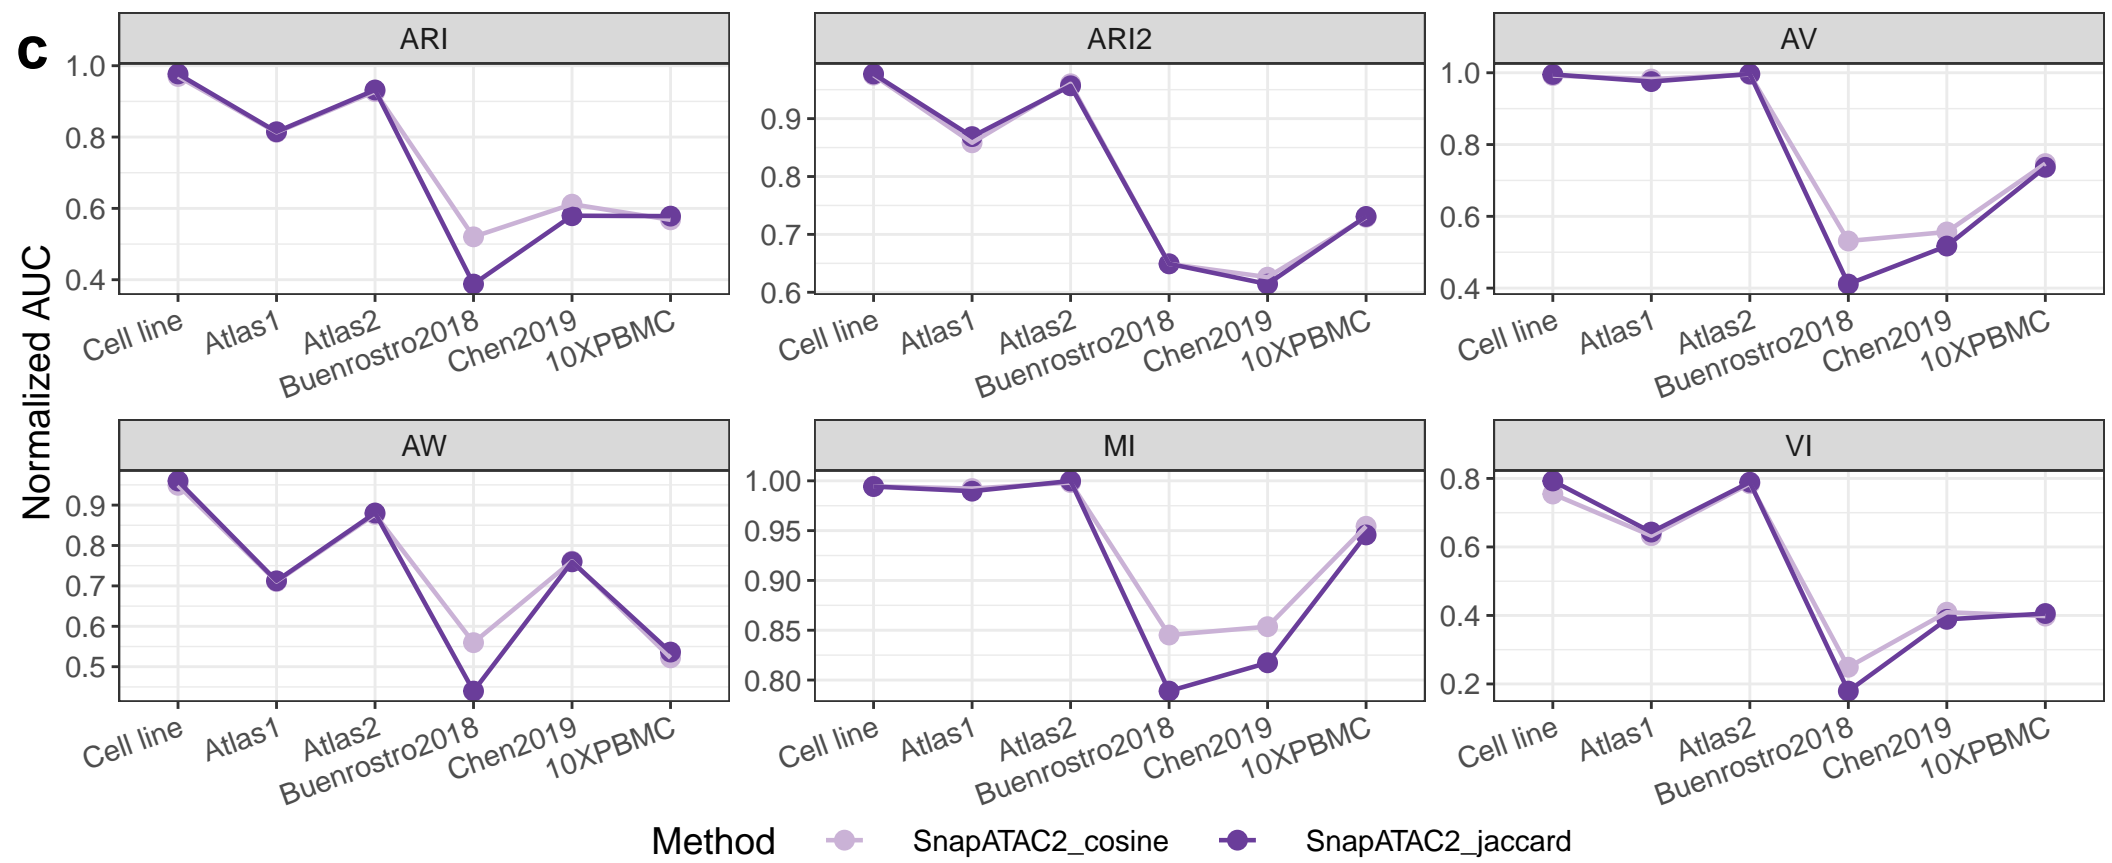 c
ARI
ARI2
AV
1.0
0.8
0.6
0.4
0.9
0.8
0.7
0.6
1.0
0.8
0.6
0.4
Cell line
Atlas1
Atlas2
Buenrostro2018
Chen2019
10XPBMC
Cell line
Atlas1
Atlas2
Buenrostro2018
Chen2019
10XPBMC
Cell line
Atlas1
Atlas2
Buenrostro2018
Chen2019
10XPBMC
Normalized AUC
AW
MI
VI
0.9
0.8
0.7
0.6
0.5
1.00
0.95
0.90
0.85
0.80
0.8
0.6
0.4
0.2
Cell line
Atlas1
Atlas2
Buenrostro2018
Chen2019
10XPBMC
Cell line
Atlas1
Atlas2
Buenrostro2018
Chen2019
10XPBMC
Cell line
Atlas1
Atlas2
Buenrostro2018
Chen2019
10XPBMC
Method SnapATAC2_cosine SnapATAC2_jaccard